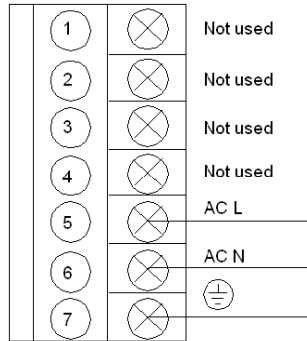 1 Not used
2 Not used
3 Not used
4 Not used
5 AC L
6 AC N
7